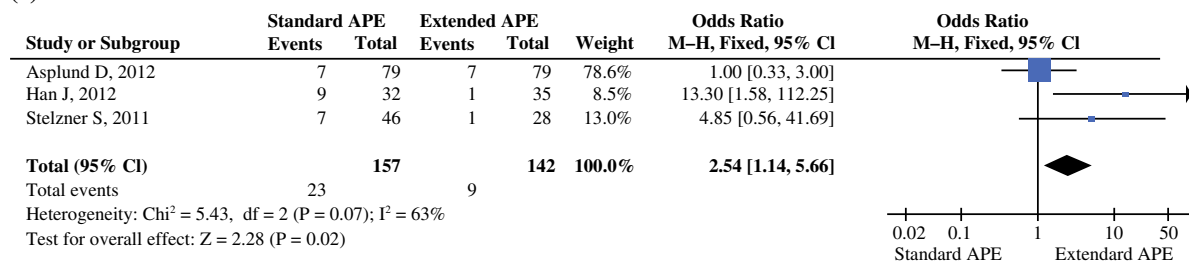 Standard APE Extended APE Odds Ratio Odds Ratio
Study or Subgroup Events Total Events Total Weight M–H, Fixed, 95% Cl M–H, Fixed, 95% Cl
Asplund D, 2012 7 79 7 79 78.6% 1.00 [0.33, 3.00]
Han J, 2012 9 32 1 35 8.5% 13.30 [1.58, 112.25]
Stelzner S, 2011 7 46 1 28 13.0% 4.85 [0.56, 41.69]
Total (95% Cl) 157 142 100.0% 2.54 [1.14, 5.66]
Total events 23 9
Heterogeneity: Chi² = 5.43, df = 2 (P = 0.07); I² = 63%
Test for overall effect: Z = 2.28 (P = 0.02)
0.02 0.1 1 10 50
Standard APE Extendard APE